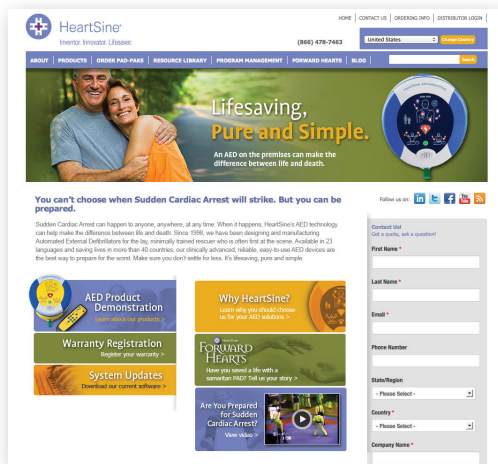 HOME | CONTACT US | ORDERING INFO | DISTRIBUTOR LOGIN
HeartSine
Inventor. Innovator. Lifesaver.
(866) 478-7463
United States
Change Country
ABOUT | PRODUCTS | ORDER PAD-PAKS | RESOURCE LIBRARY | PROGRAM MANAGEMENT | FORWARD HEARTS | BLOG
Search
Lifesaving,
Pure and Simple.
An AED on the premises can make the
difference between life and death.
You can't choose when Sudden Cardiac Arrest will strike. But you can be
prepared.
Sudden Cardiac Arrest can happen to anyone, anywhere, at any time. When it happens, HeartSine's AED technology
can help make the difference between life and death. Since 1998, we have been designing and manufacturing
Automated External Defibrillators for the lay, minimally trained rescuer who is often first at the scene. Available in 23
languages and saving lives in more than 40 countries, our clinically advanced, reliable, easy-to-use AED devices are
the best way to prepare for the worst. Make sure you don't settle for less. It's lifesaving, pure and simple.
AED Product
Demonstration
Learn about our products >
Warranty Registration
Register your warranty >
System Updates
Download our current software >
Why HeartSine?
Learn why you should choose
us for your AED solutions >
HeartSine
FORWARD
HEARTS
Have you saved a life with a
samaritan PAD? Tell us your story >
Are You Prepared
for Sudden
Cardiac Arrest?
View video >
Follow us on:
in
f
You
Tube
Contact Us!
Get a quote, ask a question!
First Name *
Last Name *
Email *
Phone Number
State/Region
- Please Select -
Country *
- Please Select -
Company Name *